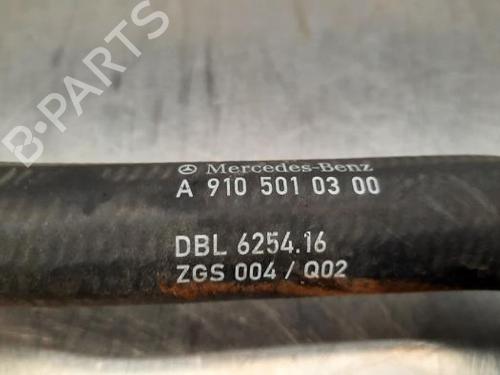 B-PARTS
Mercedes-Benz
A 910 501 03 00
DBL 6254.16
ZGS 004 / Q02